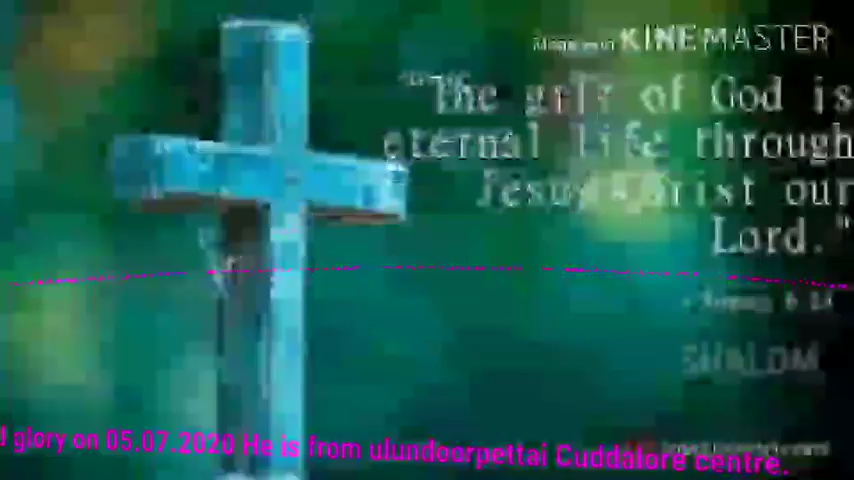 KINEMASTER
"The gift of God is
eternal life through
Jesus Christ our
Lord."
SHALOM
glory on 05.07.2020 He is from ulundoorpettai Cuddalore centre.